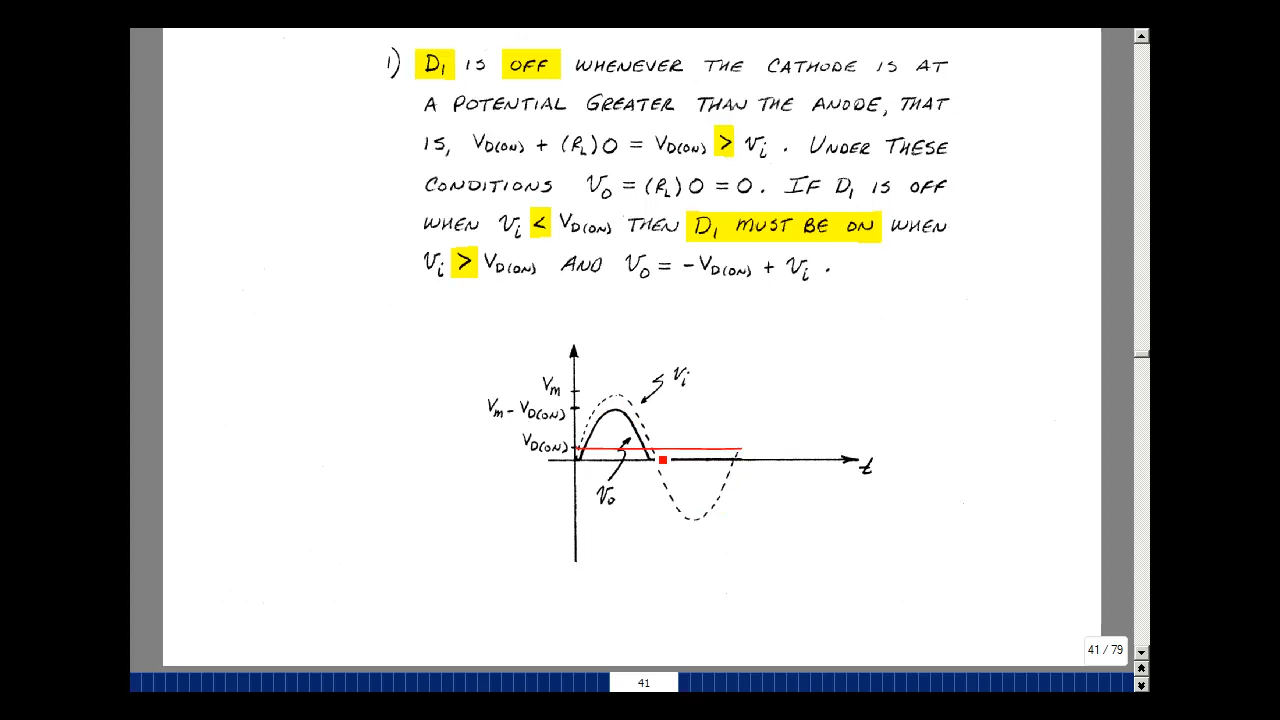 1) D1 IS OFF WHENEVER THE CATHODE IS AT
A POTENTIAL GREATER THAN THE ANODE, THAT
IS, VD(ON) + (RL)0 = VD(ON) > vi . UNDER THESE
CONDITIONS vo = (RL)0 = 0. IF D1 IS OFF
WHEN vi < VD(ON) THEN D1 MUST BE ON WHEN
vi > VD(ON) AND vo = -VD(ON) + vi .
vi
Vm
Vm - VD(ON)
VD(ON)
t
vo
41 / 79
41